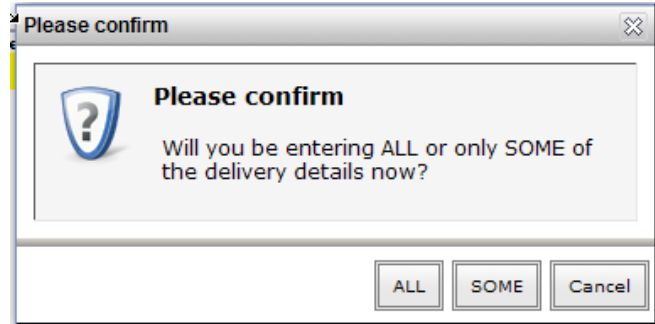 Please confirm
Please confirm
Will you be entering ALL or only SOME of
the delivery details now?
ALL SOME Cancel